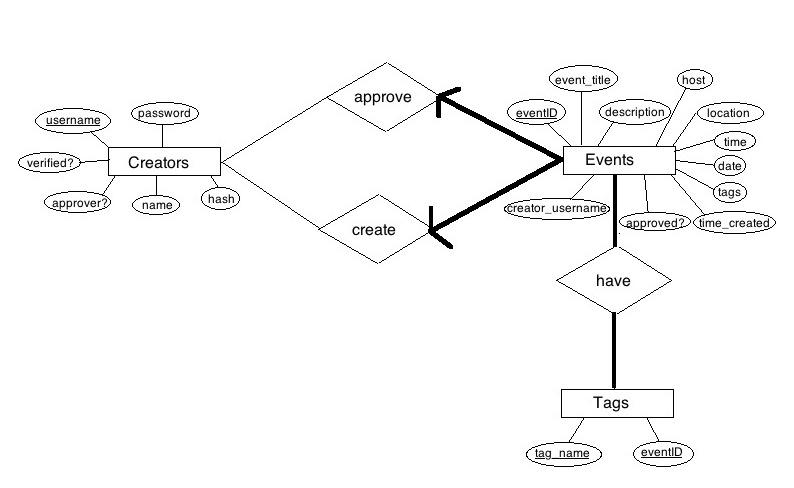 event_title
host
approve
username
password
eventID
description
location
time
verified?
Creators
Events
date
tags
approver?
name
hash
creator_username
approved?
time_created
create
have
Tags
tag_name
eventID